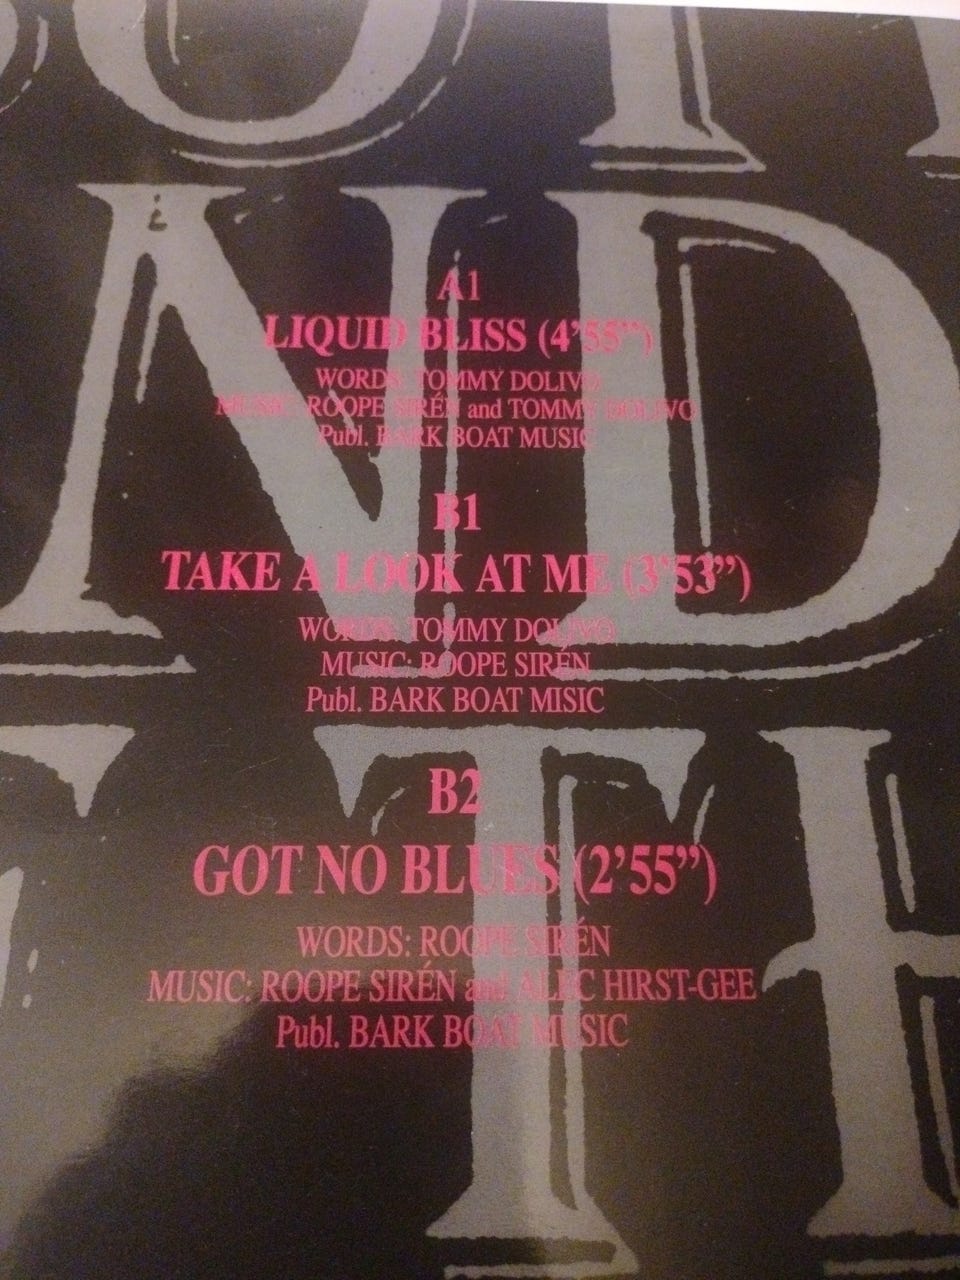 A1
LIQUID BLISS (4'55")
WORDS: TOMMY DOLIVO
MUSIC: ROOPE SIRÉN and TOMMY DOLIVO
Publ. BARK BOAT MUSIC
B1
TAKE A LOOK AT ME (3'53")
WORDS: TOMMY DOLIVO
MUSIC: ROOPE SIRÉN
Publ. BARK BOAT MISIC
B2
GOT NO BLUES (2'55")
WORDS: ROOPE SIRÉN
MUSIC: ROOPE SIRÉN and ALEC HIRST-GEE
Publ. BARK BOAT MUSIC